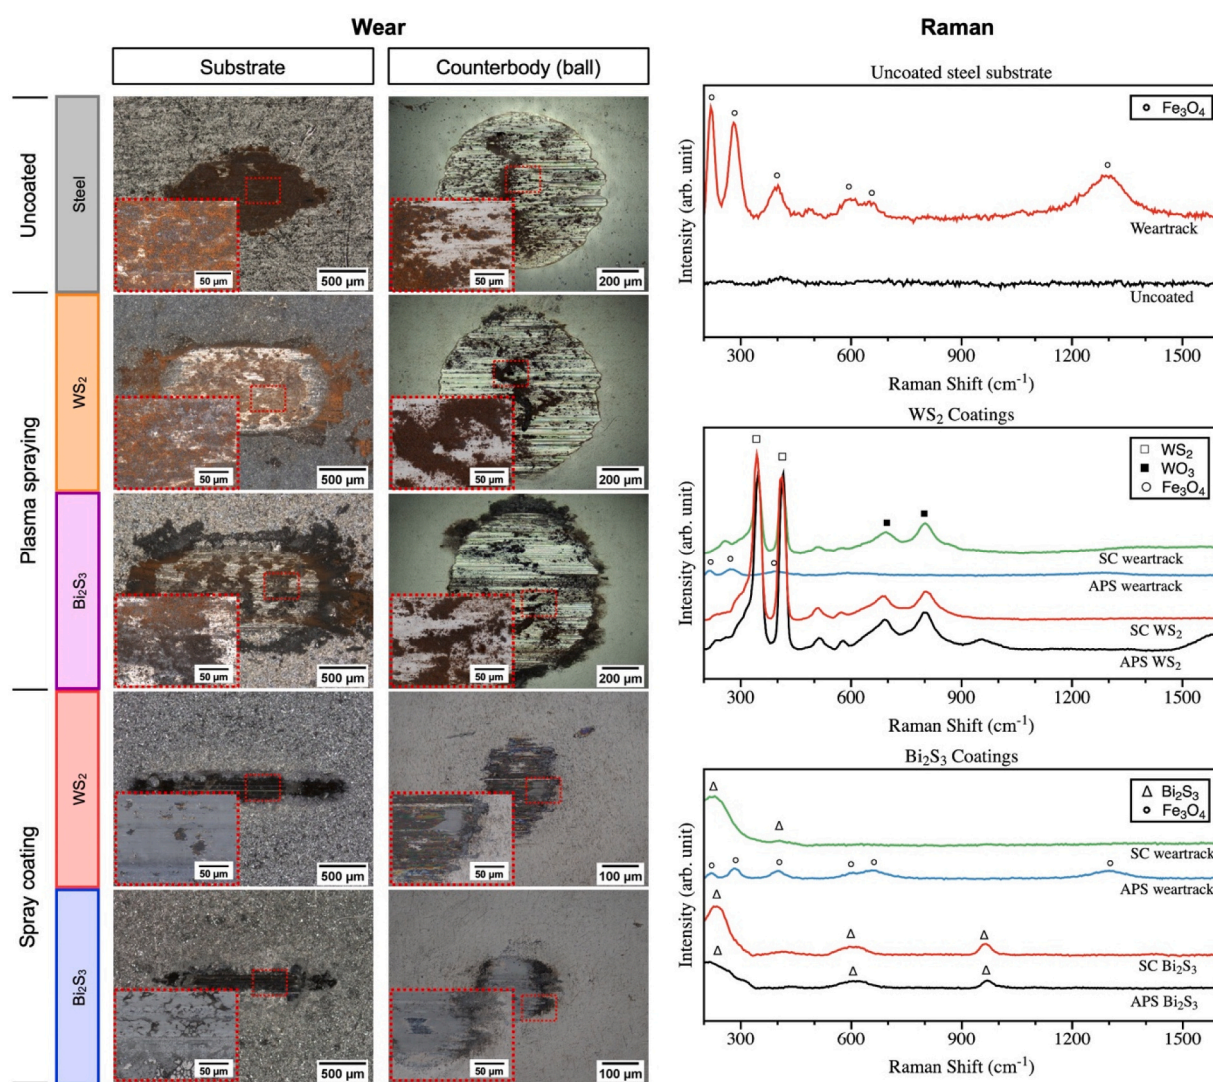 Wear
Substrate
Counterbody (ball)
Uncoated
Steel
50 µm
500 µm
50 µm
200 µm
Plasma spraying
WS₂
50 µm
500 µm
50 µm
200 µm
Bi₂S₃
50 µm
500 µm
50 µm
200 µm
Spray coating
WS₂
50 µm
500 µm
50 µm
100 µm
Bi₂S₃
50 µm
500 µm
50 µm
100 µm
Raman
Uncoated steel substrate
Fe₃O₄
Intensity (arb. unit)
Weartrack
Uncoated
300 600 900 1200 1500
Raman Shift (cm⁻¹)
WS₂ Coatings
WS₂
WO₃
Fe₃O₄
Intensity (arb. unit)
SC weartrack
APS weartrack
SC WS₂
APS WS₂
300 600 900 1200 1500
Raman Shift (cm⁻¹)
Bi₂S₃ Coatings
Bi₂S₃
Fe₃O₄
Intensity (arb. unit)
SC weartrack
APS weartrack
SC Bi₂S₃
APS Bi₂S₃
300 600 900 1200 1500
Raman Shift (cm⁻¹)